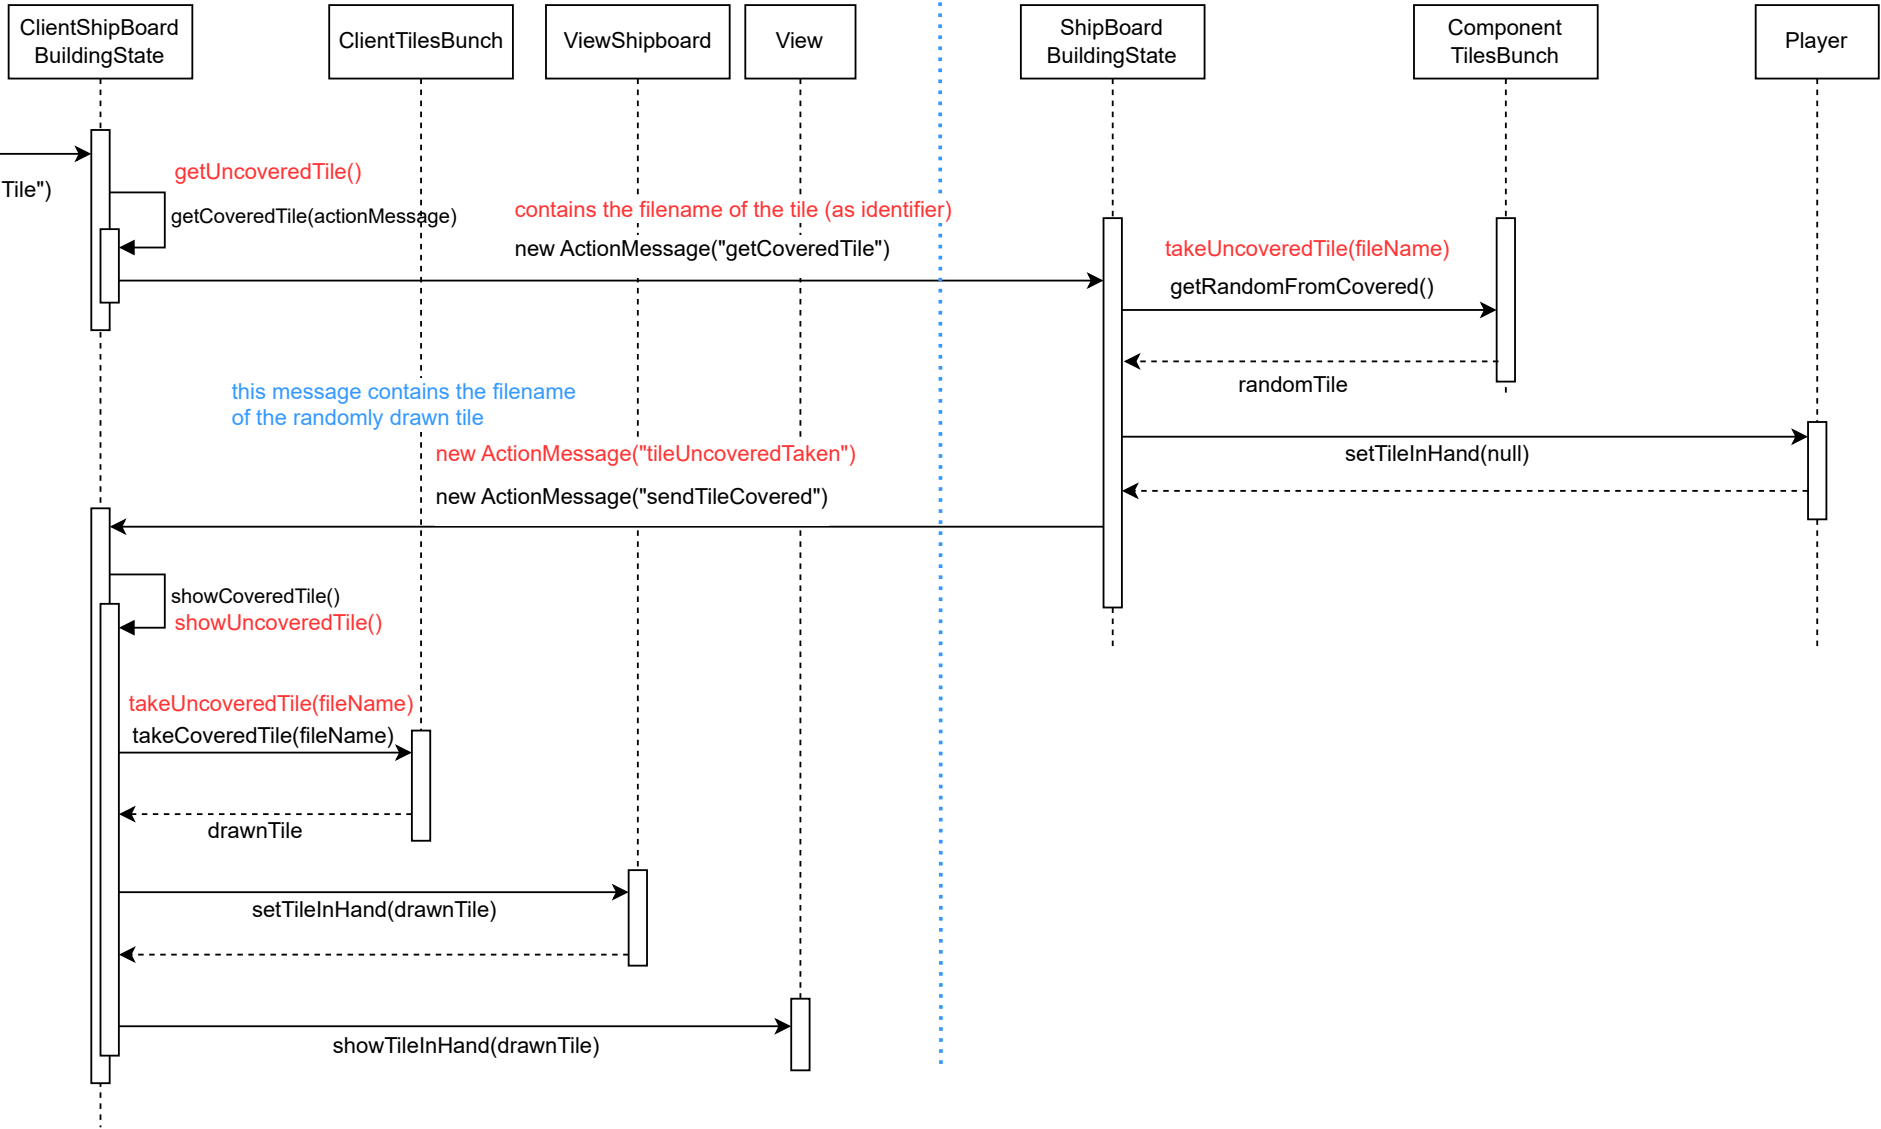 ClientShipBoard
BuildingState
ClientTilesBunch
ViewShipboard
View
ShipBoard
BuildingState
Component
TilesBunch
Player
Tile")
getUncoveredTile()
getCoveredTile(actionMessage)
contains the filename of the tile (as identifier)
new ActionMessage("getCoveredTile")
takeUncoveredTile(fileName)
getRandomFromCovered()
randomTile
this message contains the filename
of the randomly drawn tile
new ActionMessage("tileUncoveredTaken")
new ActionMessage("sendTileCovered")
setTileInHand(null)
showCoveredTile()
showUncoveredTile()
takeUncoveredTile(fileName)
takeCoveredTile(fileName)
drawnTile
setTileInHand(drawnTile)
showTileInHand(drawnTile)